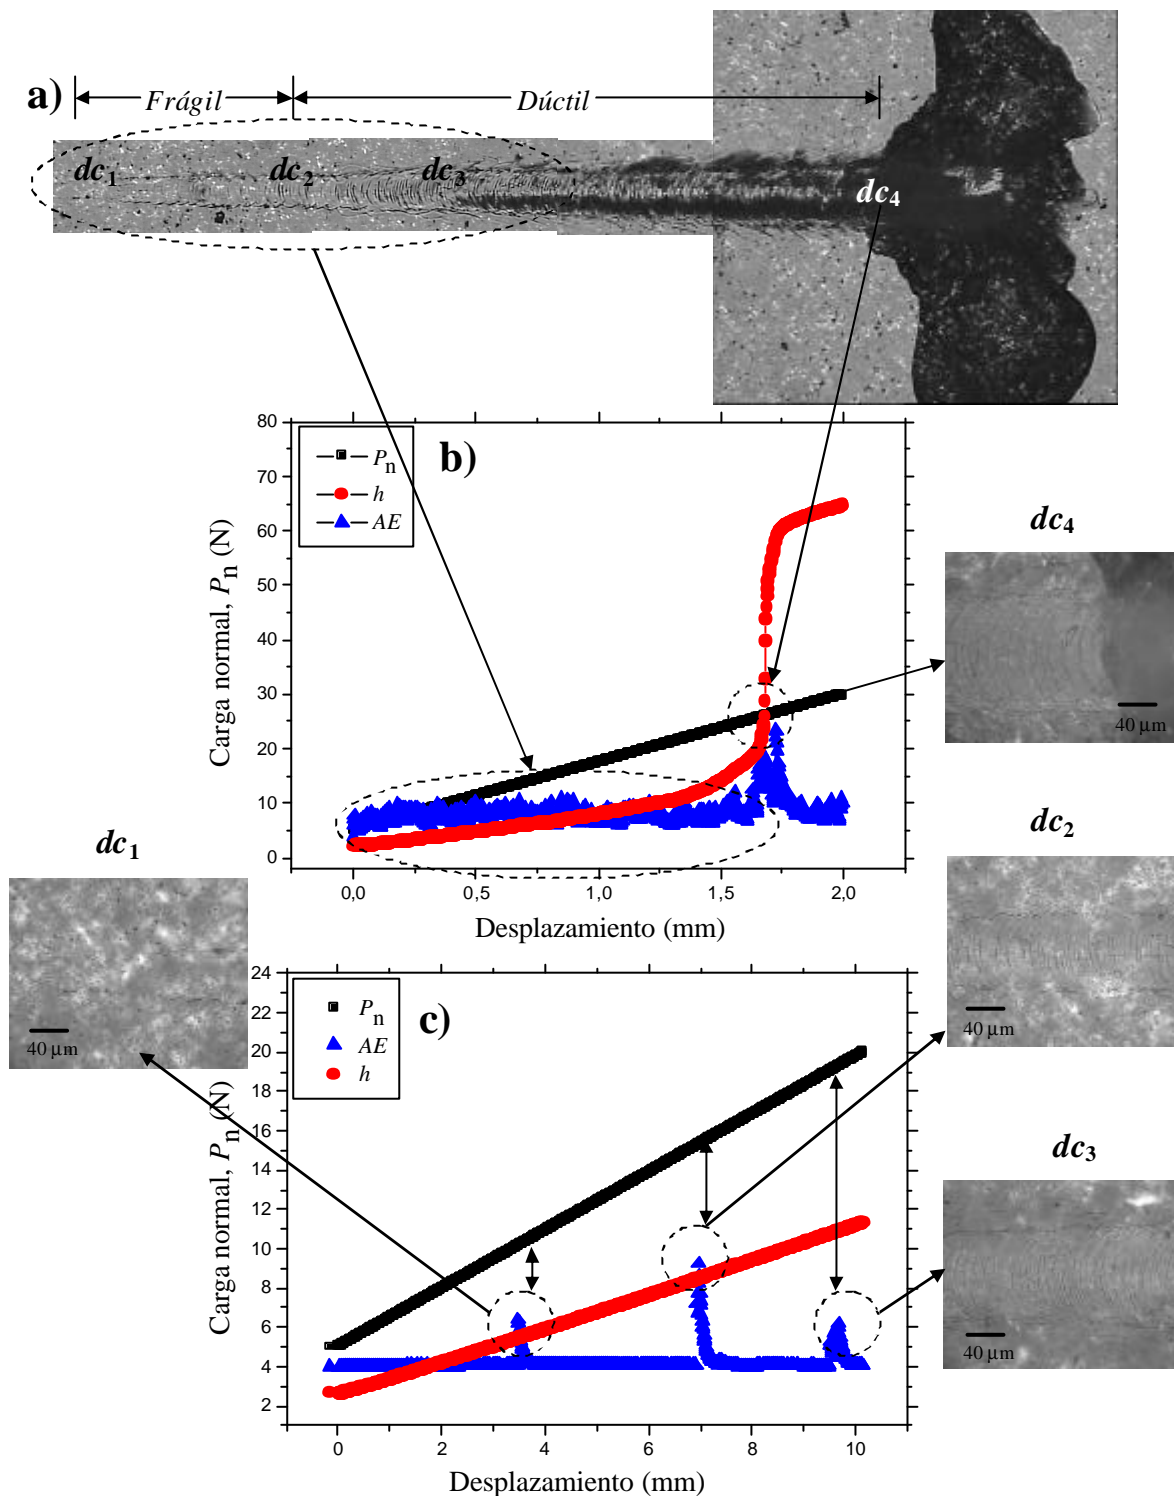 a)
Frágil
Dúctil
dc1
dc2
dc3
dc4
b)
Pn
h
AE
80
70
60
50
40
30
20
10
0
Carga normal, Pn (N)
0,0
0,5
1,0
1,5
2,0
Desplazamiento (mm)
dc4
40 μm
dc1
40 μm
dc2
40 μm
c)
Pn
AE
h
24
22
20
18
16
14
12
10
8
6
4
2
Carga normal, Pn (N)
0
2
4
6
8
10
Desplazamiento (mm)
dc3
40 μm